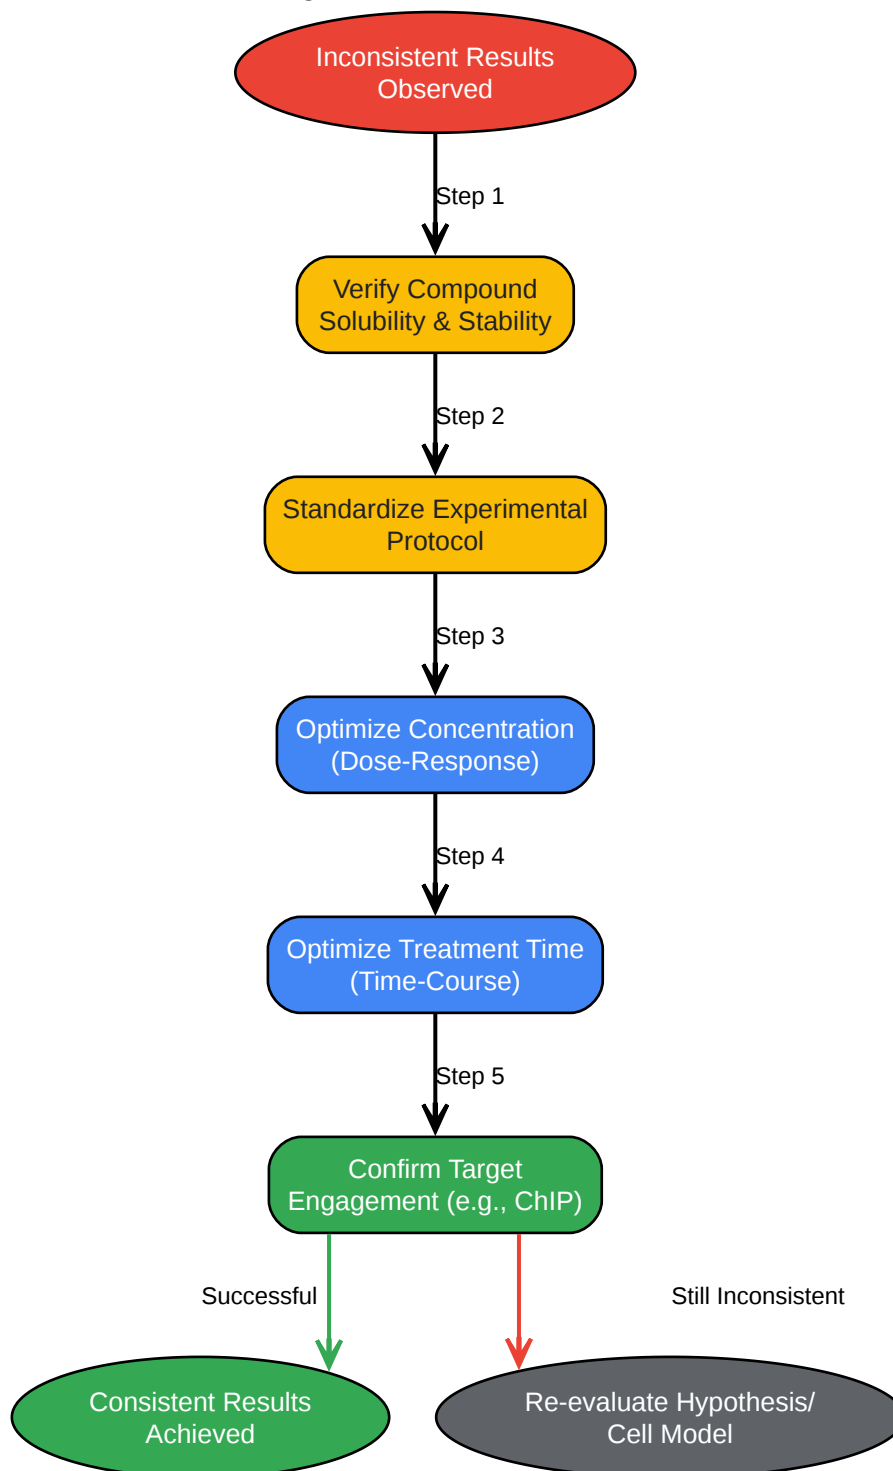 Inconsistent Results
Observed
Step 1
Verify Compound
Solubility & Stability
Step 2
Standardize Experimental
Protocol
Step 3
Optimize Concentration
(Dose-Response)
Step 4
Optimize Treatment Time
(Time-Course)
Step 5
Confirm Target
Engagement (e.g., ChIP)
Successful
Still Inconsistent
Consistent Results
Achieved
Re-evaluate Hypothesis/
Cell Model